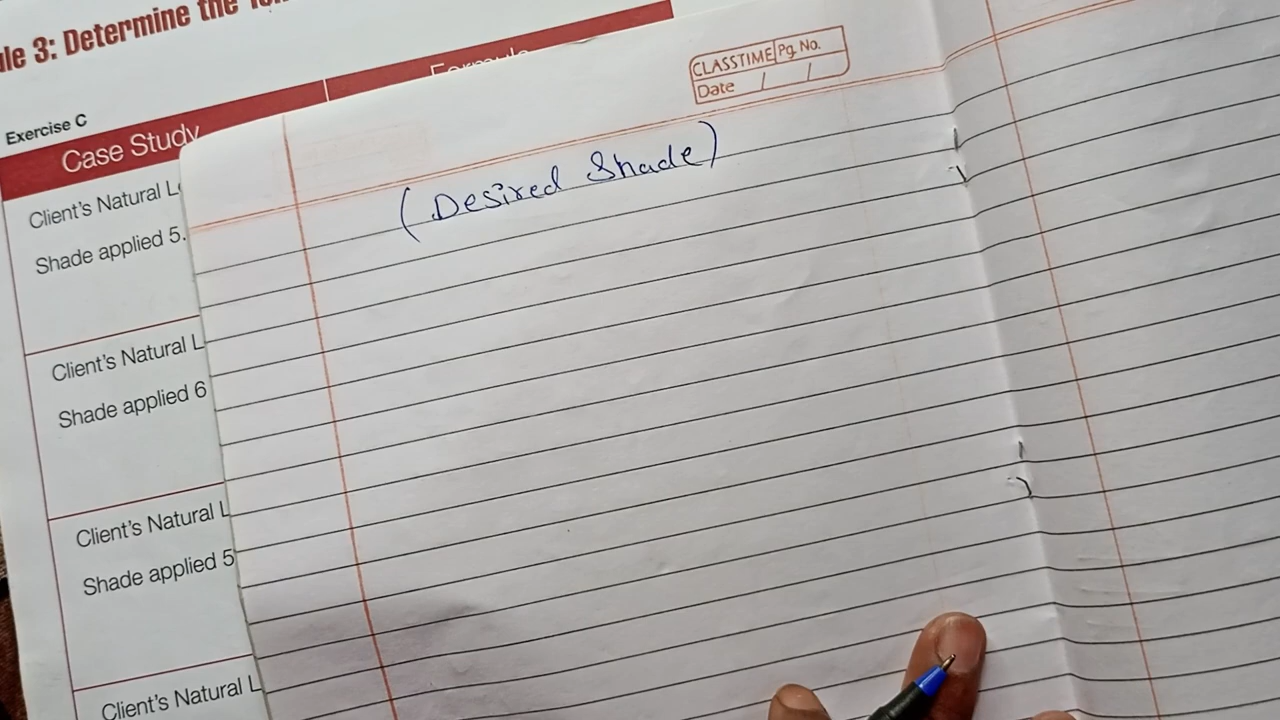 le 3: Determine the
Exercise C
Case Study
Formula
CLASSTIME Pg. No.
Date / /
(Desired Shade)
Client's Natural L
Shade applied 5.
Client's Natural L
Shade applied 6
Client's Natural L
Shade applied 5
Client's Natural L